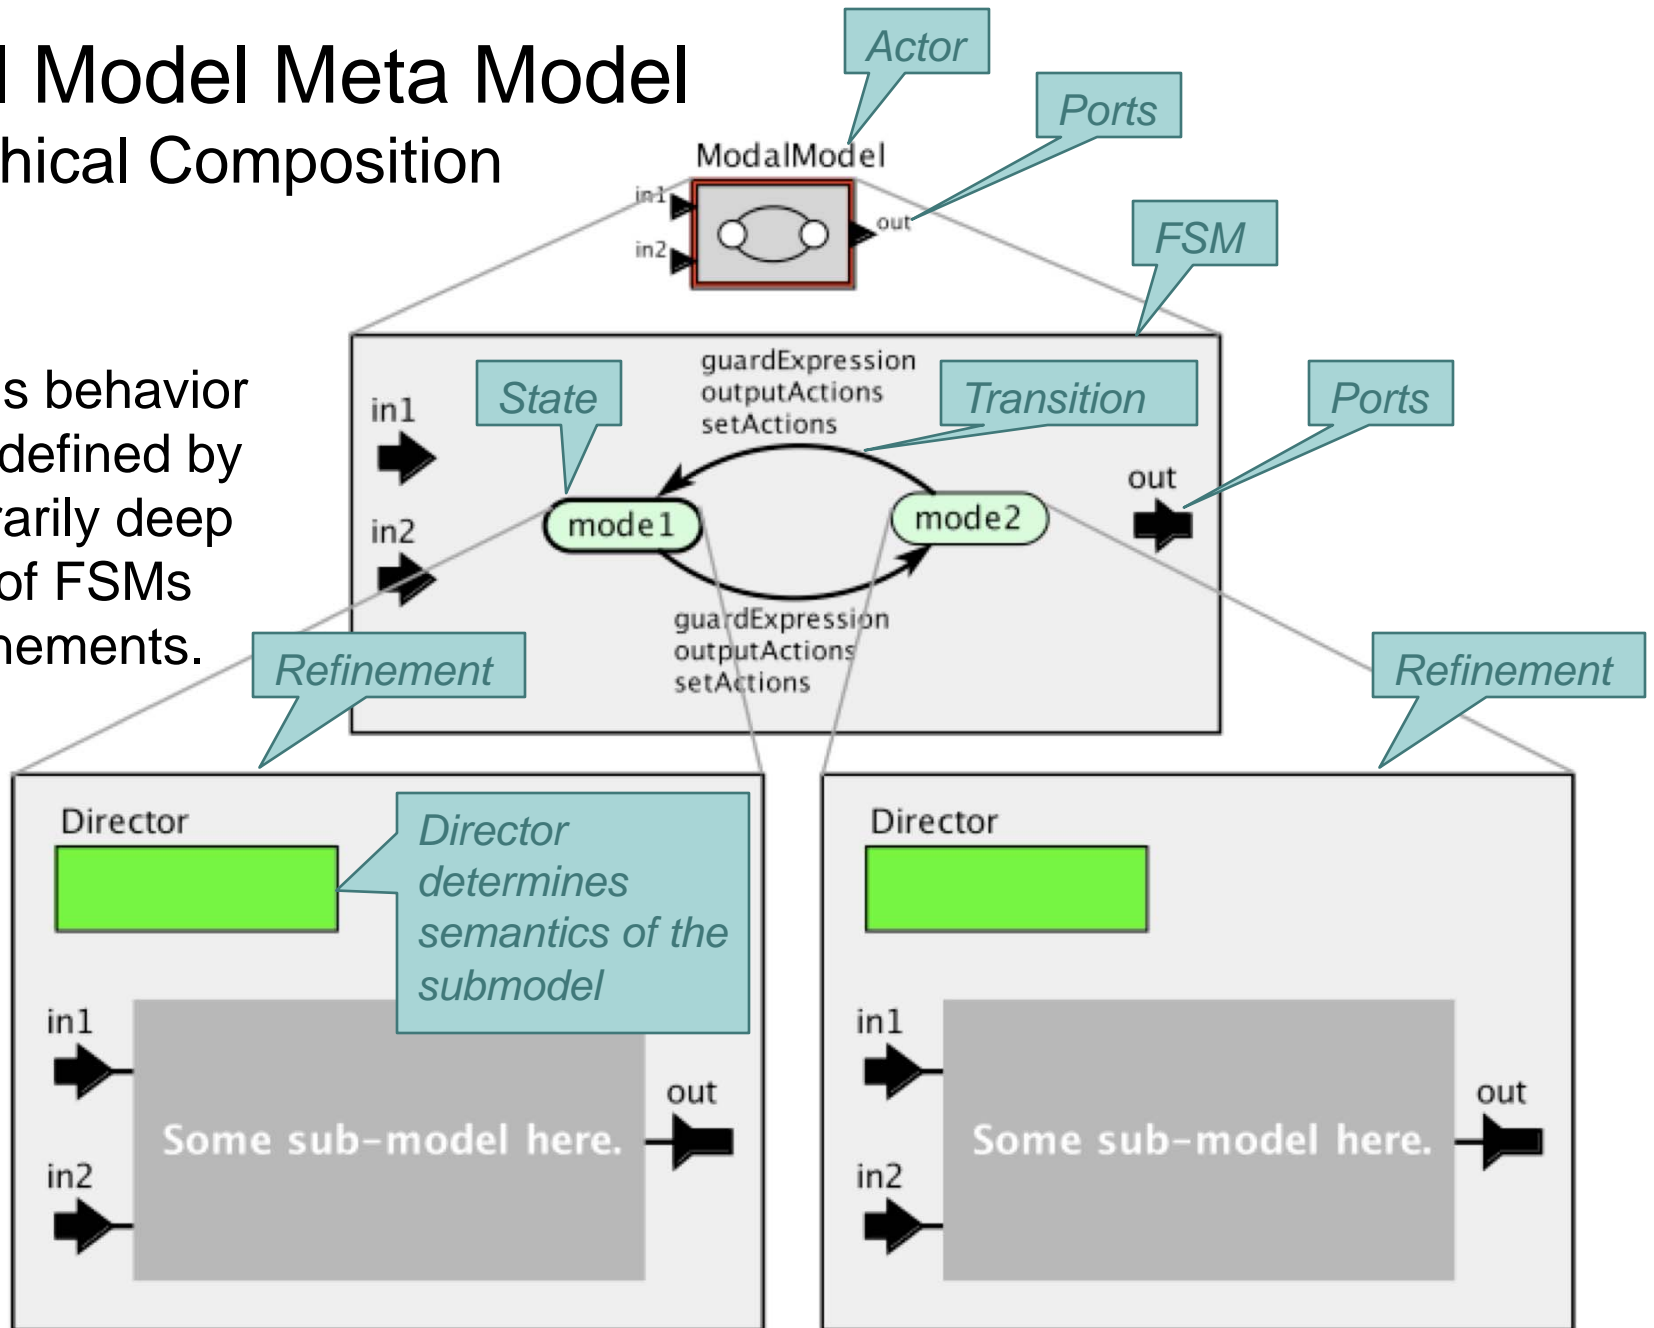 l Model Meta Model
hical Composition
Actor
Ports
ModalModel
in1
in2
out
FSM
s behavior
defined by
rarily deep
of FSMs
nements.
guardExpression
outputActions
setActions
State
Transition
Ports
in1
in2
out
mode1
mode2
guardExpression
outputActions
setActions
Refinement
Refinement
Director
Director
determines
semantics of the
submodel
in1
in2
out
Some sub-model here.
Director
in1
in2
out
Some sub-model here.